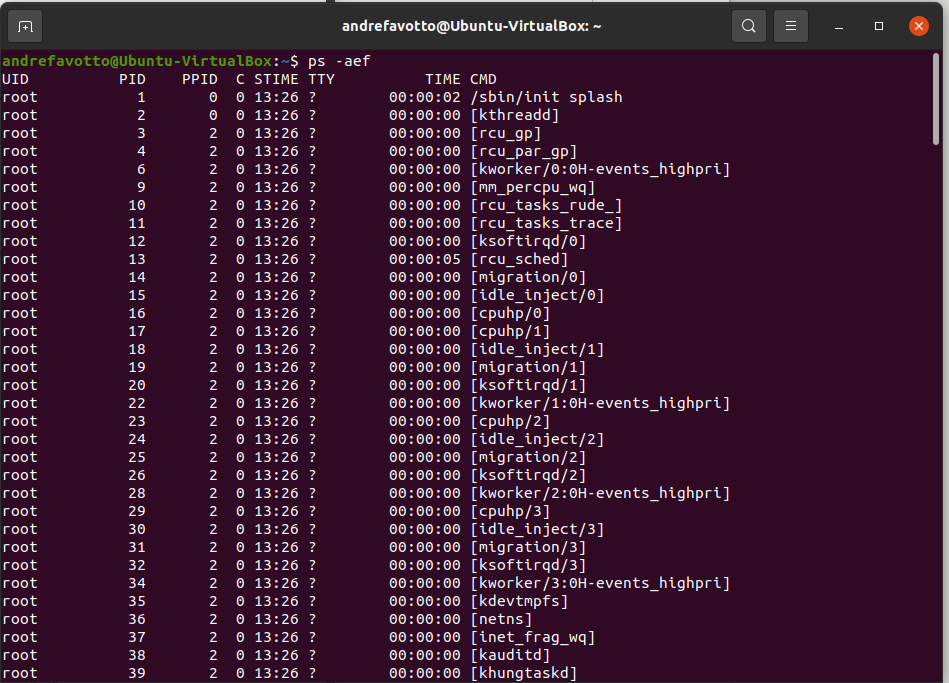 andrefavotto@Ubuntu-VirtualBox: ~
andrefavotto@Ubuntu-VirtualBox:~$ ps -aef
UID          PID    PPID  C STIME TTY          TIME CMD
root           1       0  0 13:26 ?        00:00:02 /sbin/init splash
root           2       0  0 13:26 ?        00:00:00 [kthreadd]
root           3       2  0 13:26 ?        00:00:00 [rcu_gp]
root           4       2  0 13:26 ?        00:00:00 [rcu_par_gp]
root           6       2  0 13:26 ?        00:00:00 [kworker/0:0H-events_highpri]
root           9       2  0 13:26 ?        00:00:00 [mm_percpu_wq]
root          10       2  0 13:26 ?        00:00:00 [rcu_tasks_rude_]
root          11       2  0 13:26 ?        00:00:00 [rcu_tasks_trace]
root          12       2  0 13:26 ?        00:00:00 [ksoftirqd/0]
root          13       2  0 13:26 ?        00:00:05 [rcu_sched]
root          14       2  0 13:26 ?        00:00:00 [migration/0]
root          15       2  0 13:26 ?        00:00:00 [idle_inject/0]
root          16       2  0 13:26 ?        00:00:00 [cpuhp/0]
root          17       2  0 13:26 ?        00:00:00 [cpuhp/1]
root          18       2  0 13:26 ?        00:00:00 [idle_inject/1]
root          19       2  0 13:26 ?        00:00:00 [migration/1]
root          20       2  0 13:26 ?        00:00:00 [ksoftirqd/1]
root          22       2  0 13:26 ?        00:00:00 [kworker/1:0H-events_highpri]
root          23       2  0 13:26 ?        00:00:00 [cpuhp/2]
root          24       2  0 13:26 ?        00:00:00 [idle_inject/2]
root          25       2  0 13:26 ?        00:00:00 [migration/2]
root          26       2  0 13:26 ?        00:00:00 [ksoftirqd/2]
root          28       2  0 13:26 ?        00:00:00 [kworker/2:0H-events_highpri]
root          29       2  0 13:26 ?        00:00:00 [cpuhp/3]
root          30       2  0 13:26 ?        00:00:00 [idle_inject/3]
root          31       2  0 13:26 ?        00:00:00 [migration/3]
root          32       2  0 13:26 ?        00:00:00 [ksoftirqd/3]
root          34       2  0 13:26 ?        00:00:00 [kworker/3:0H-events_highpri]
root          35       2  0 13:26 ?        00:00:00 [kdevtmpfs]
root          36       2  0 13:26 ?        00:00:00 [netns]
root          37       2  0 13:26 ?        00:00:00 [inet_frag_wq]
root          38       2  0 13:26 ?        00:00:00 [kauditd]
root          39       2  0 13:26 ?        00:00:00 [khungtaskd]